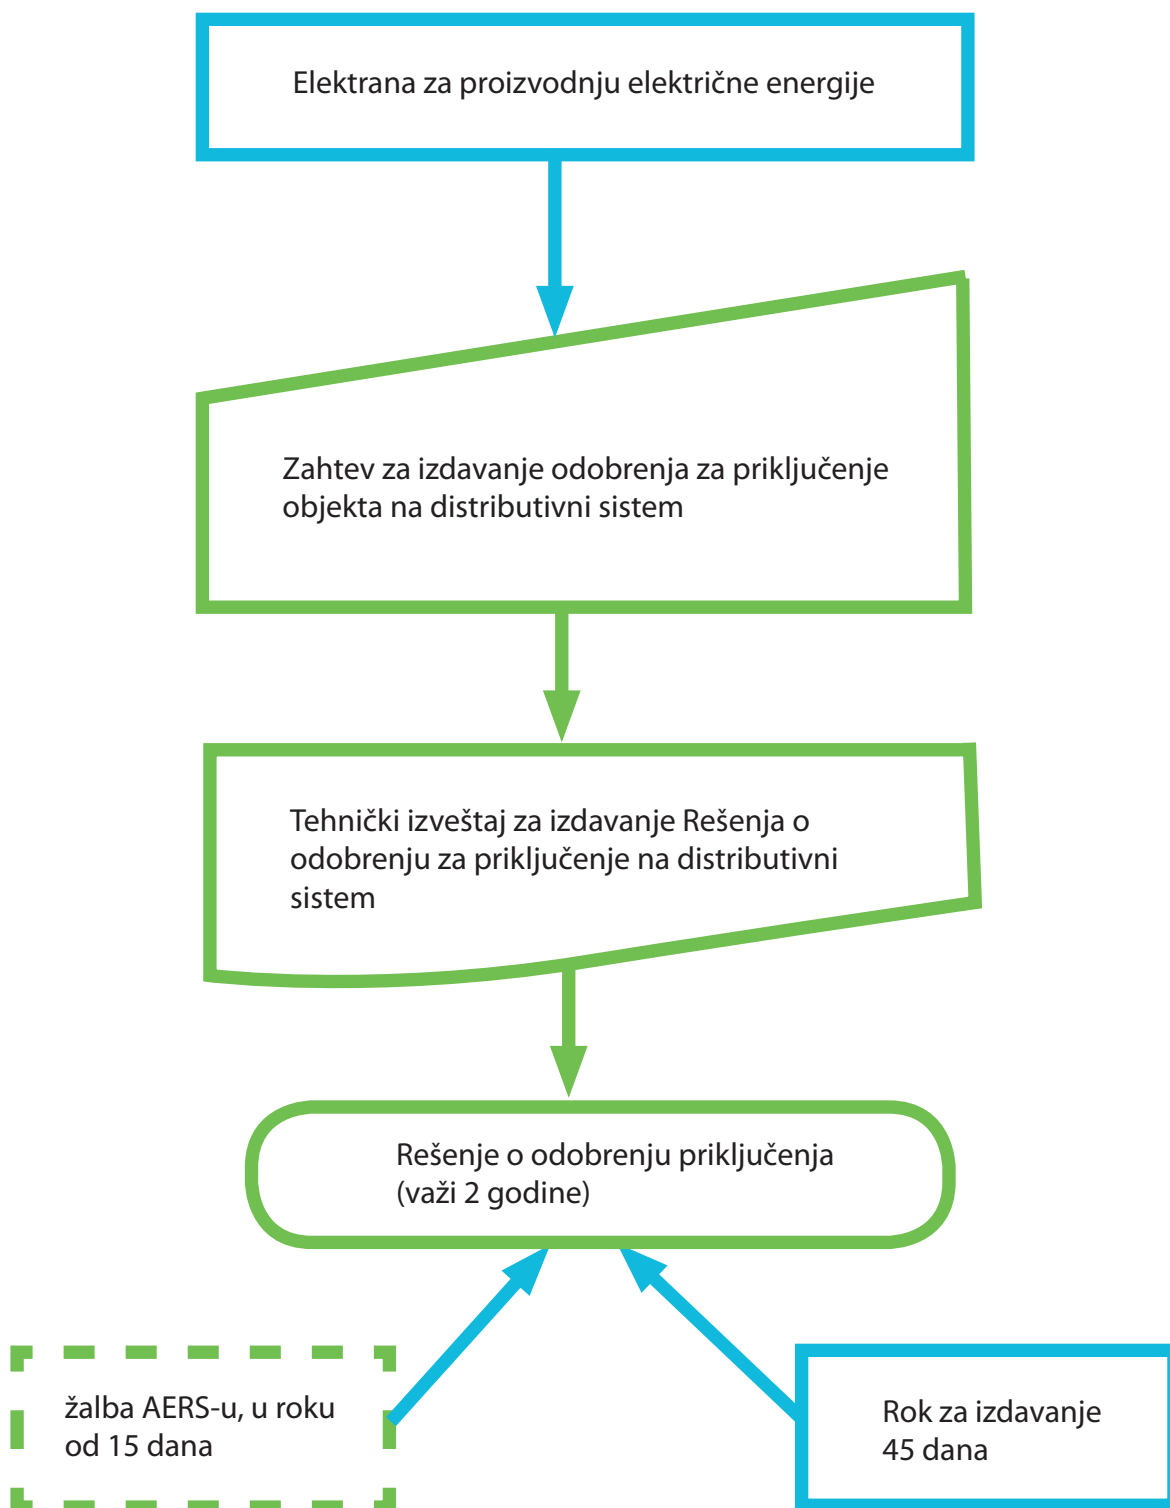 Elektrana za proizvodnju električne energije
Zahtev za izdavanje odobrenja za priključenje
objekta na distributivni sistem
Tehnički izveštaj za izdavanje Rešenja o
odobrenju za priključenje na distributivni
sistem
Rešenje o odobrenju priključenja
(važi 2 godine)
žalba AERS-u, u roku
od 15 dana
Rok za izdavanje
45 dana